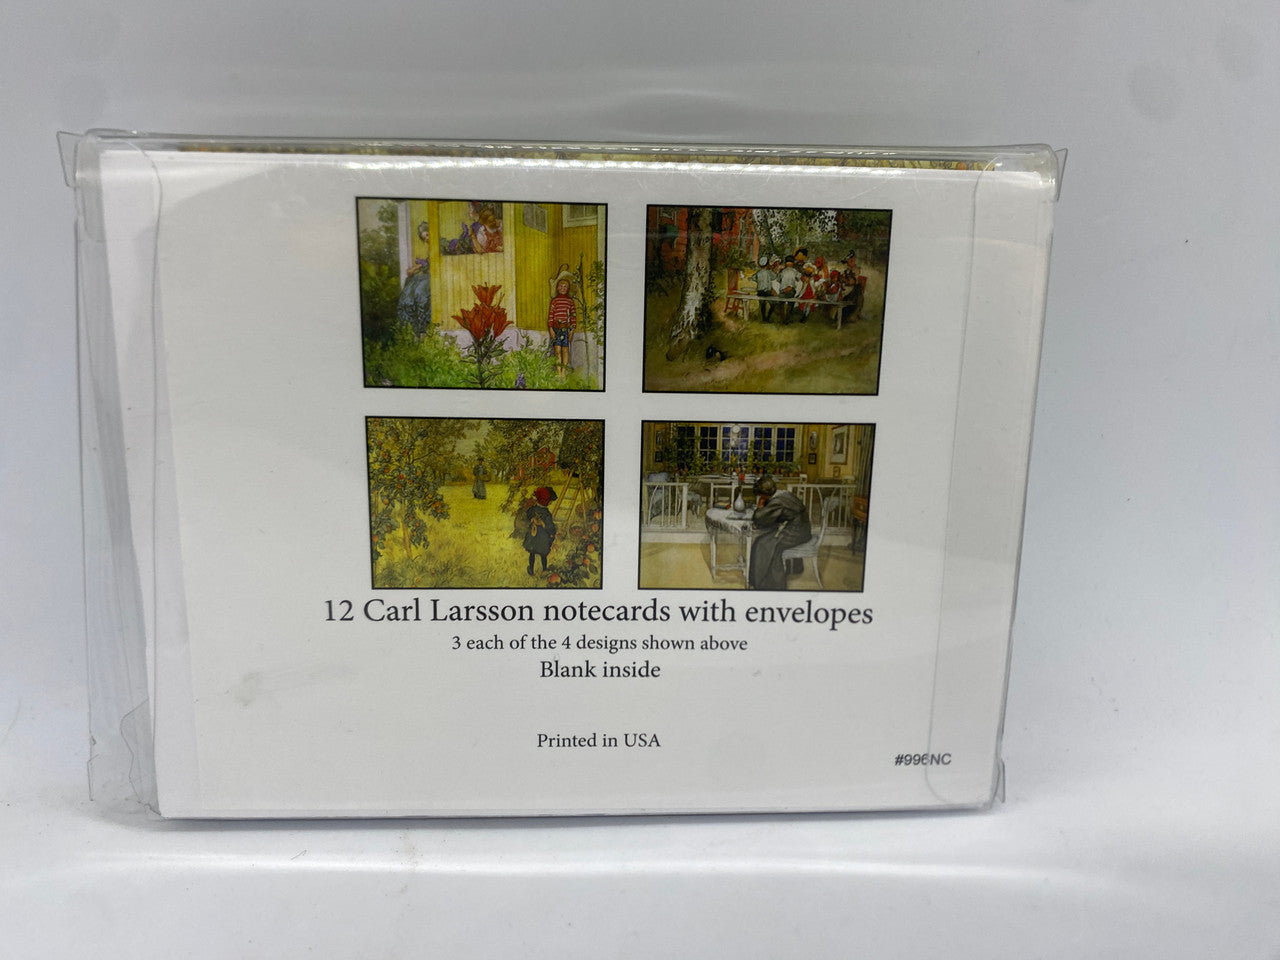 12 Carl Larsson notecards with envelopes
3 each of the 4 designs shown above
Blank inside
Printed in USA
#996NC